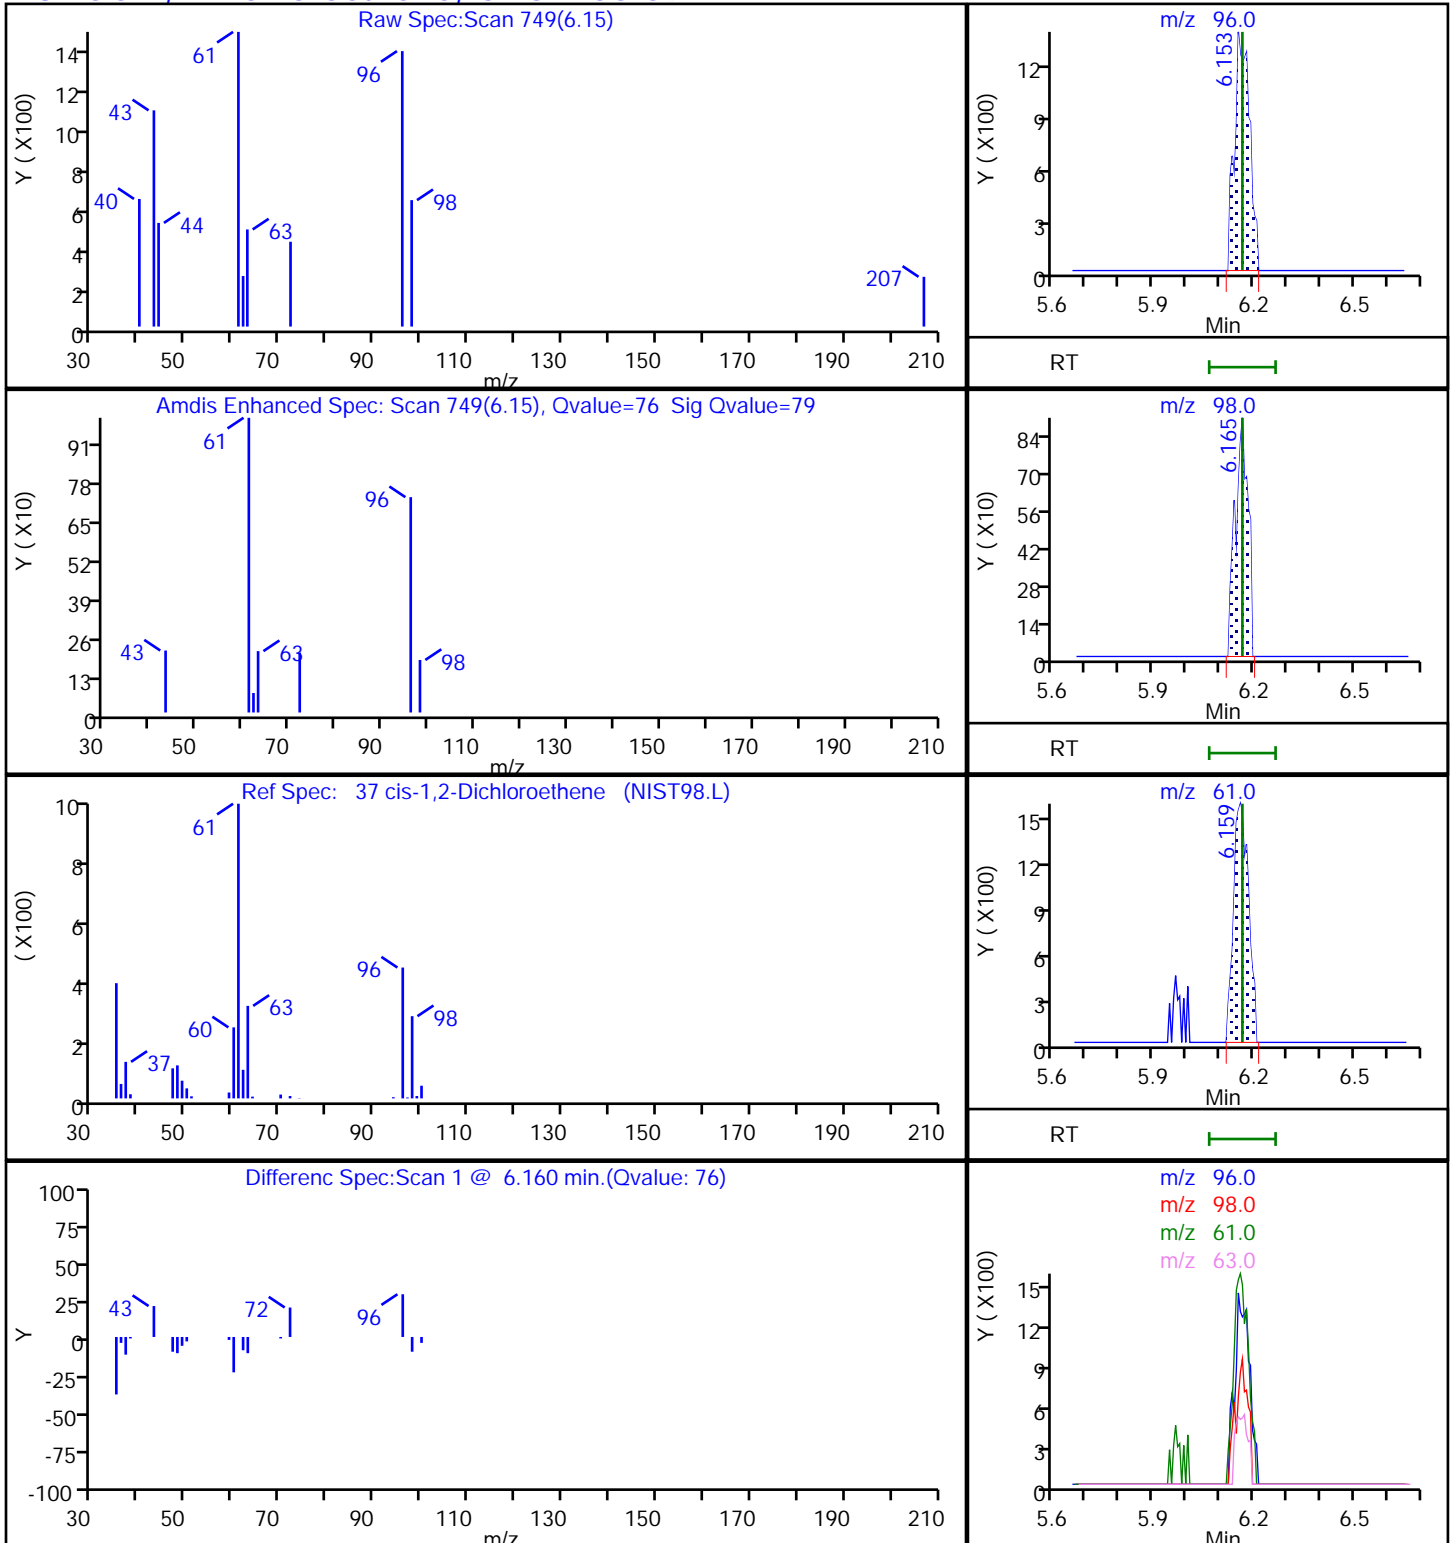 Raw Spec:Scan 749(6.15)
Y ( X100)
14
12
10
8
6
4
2
0
61
96
43
40
44
63
98
207
30 50 70 90 110 130 150 170 190 210
m/z
m/z 96.0
Y ( X100)
12
9
6
3
0
6.153
5.6 5.9 6.2 6.5
Min
RT
Amdis Enhanced Spec: Scan 749(6.15), Qvalue=76 Sig Qvalue=79
Y ( X10)
91
78
65
52
39
26
13
0
61
96
43
63
98
30 50 70 90 110 130 150 170 190 210
m/z
m/z 98.0
Y ( X10)
84
70
56
42
28
14
0
6.165
5.6 5.9 6.2 6.5
Min
RT
Ref Spec: 37 cis-1,2-Dichloroethene (NIST98.L)
( X100)
10
8
6
4
2
0
61
96
63
98
60
37
30 50 70 90 110 130 150 170 190 210
m/z 61.0
Y ( X100)
15
12
9
6
3
0
6.159
5.6 5.9 6.2 6.5
Min
RT
Differenc Spec:Scan 1 @ 6.160 min.(Qvalue: 76)
Y
100
75
50
25
0
-25
-50
-75
-100
43
72
96
30 50 70 90 110 130 150 170 190 210
m/z
m/z 96.0
m/z 98.0
m/z 61.0
m/z 63.0
Y ( X100)
15
12
9
6
3
0
5.6 5.9 6.2 6.5
Min